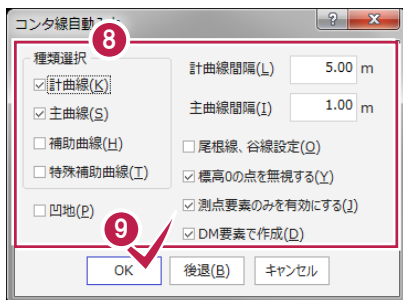 コンタ線自動
8
種類選択
計曲線(K)
主曲線(S)
補助曲線(H)
特殊補助曲線(T)
凹地(P)
計曲線間隔(L) 5.00 m
主曲線間隔(I) 1.00 m
尾根線、谷線設定(O)
標高0の点を無視する(Y)
測点要素のみを有効にする(J)
DM要素で作成(D)
9
OK 後退(B) キャンセル